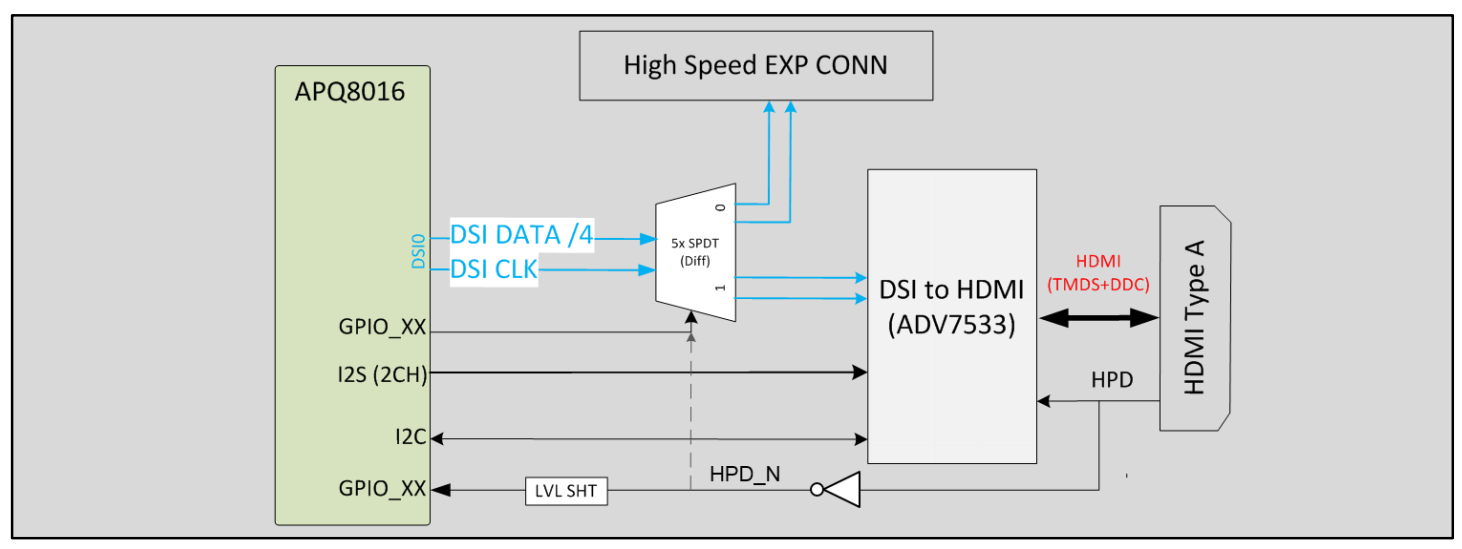 High Speed EXP CONN
APQ8016
DSI0
DSI DATA /4
DSI CLK
0
5x SPDT
(Diff)
1
DSI to HDMI
(ADV7533)
HDMI
(TMDS+DDC)
HDMI Type A
GPIO_XX
I2S (2CH)
HPD
I2C
GPIO_XX
LVL SHT
HPD_N